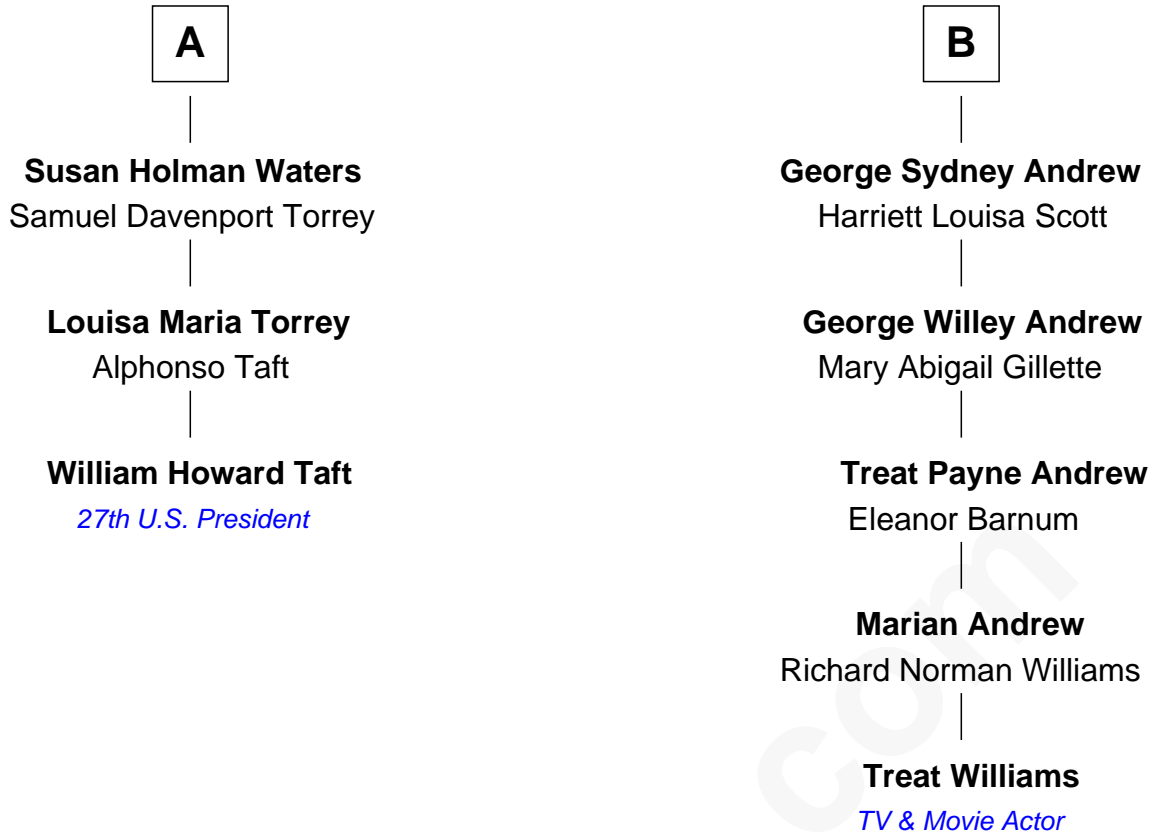 A
Susan Holman Waters
Samuel Davenport Torrey
Louisa Maria Torrey
Alphonso Taft
William Howard Taft
27th U.S. President
B
George Sydney Andrew
Harriett Louisa Scott
George Willey Andrew
Mary Abigail Gillette
Treat Payne Andrew
Eleanor Barnum
Marian Andrew
Richard Norman Williams
Treat Williams
TV & Movie Actor
com